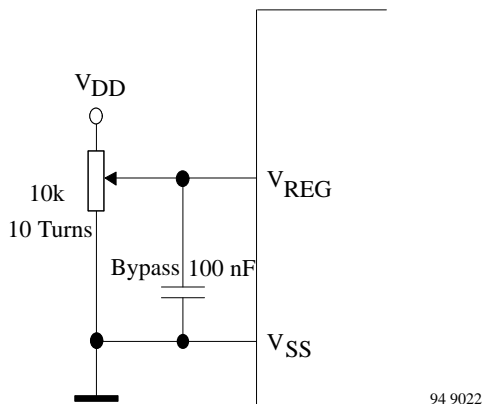 VDD
VREG
10k
10 Turns
Bypass 100 nF
VSS
94 9022